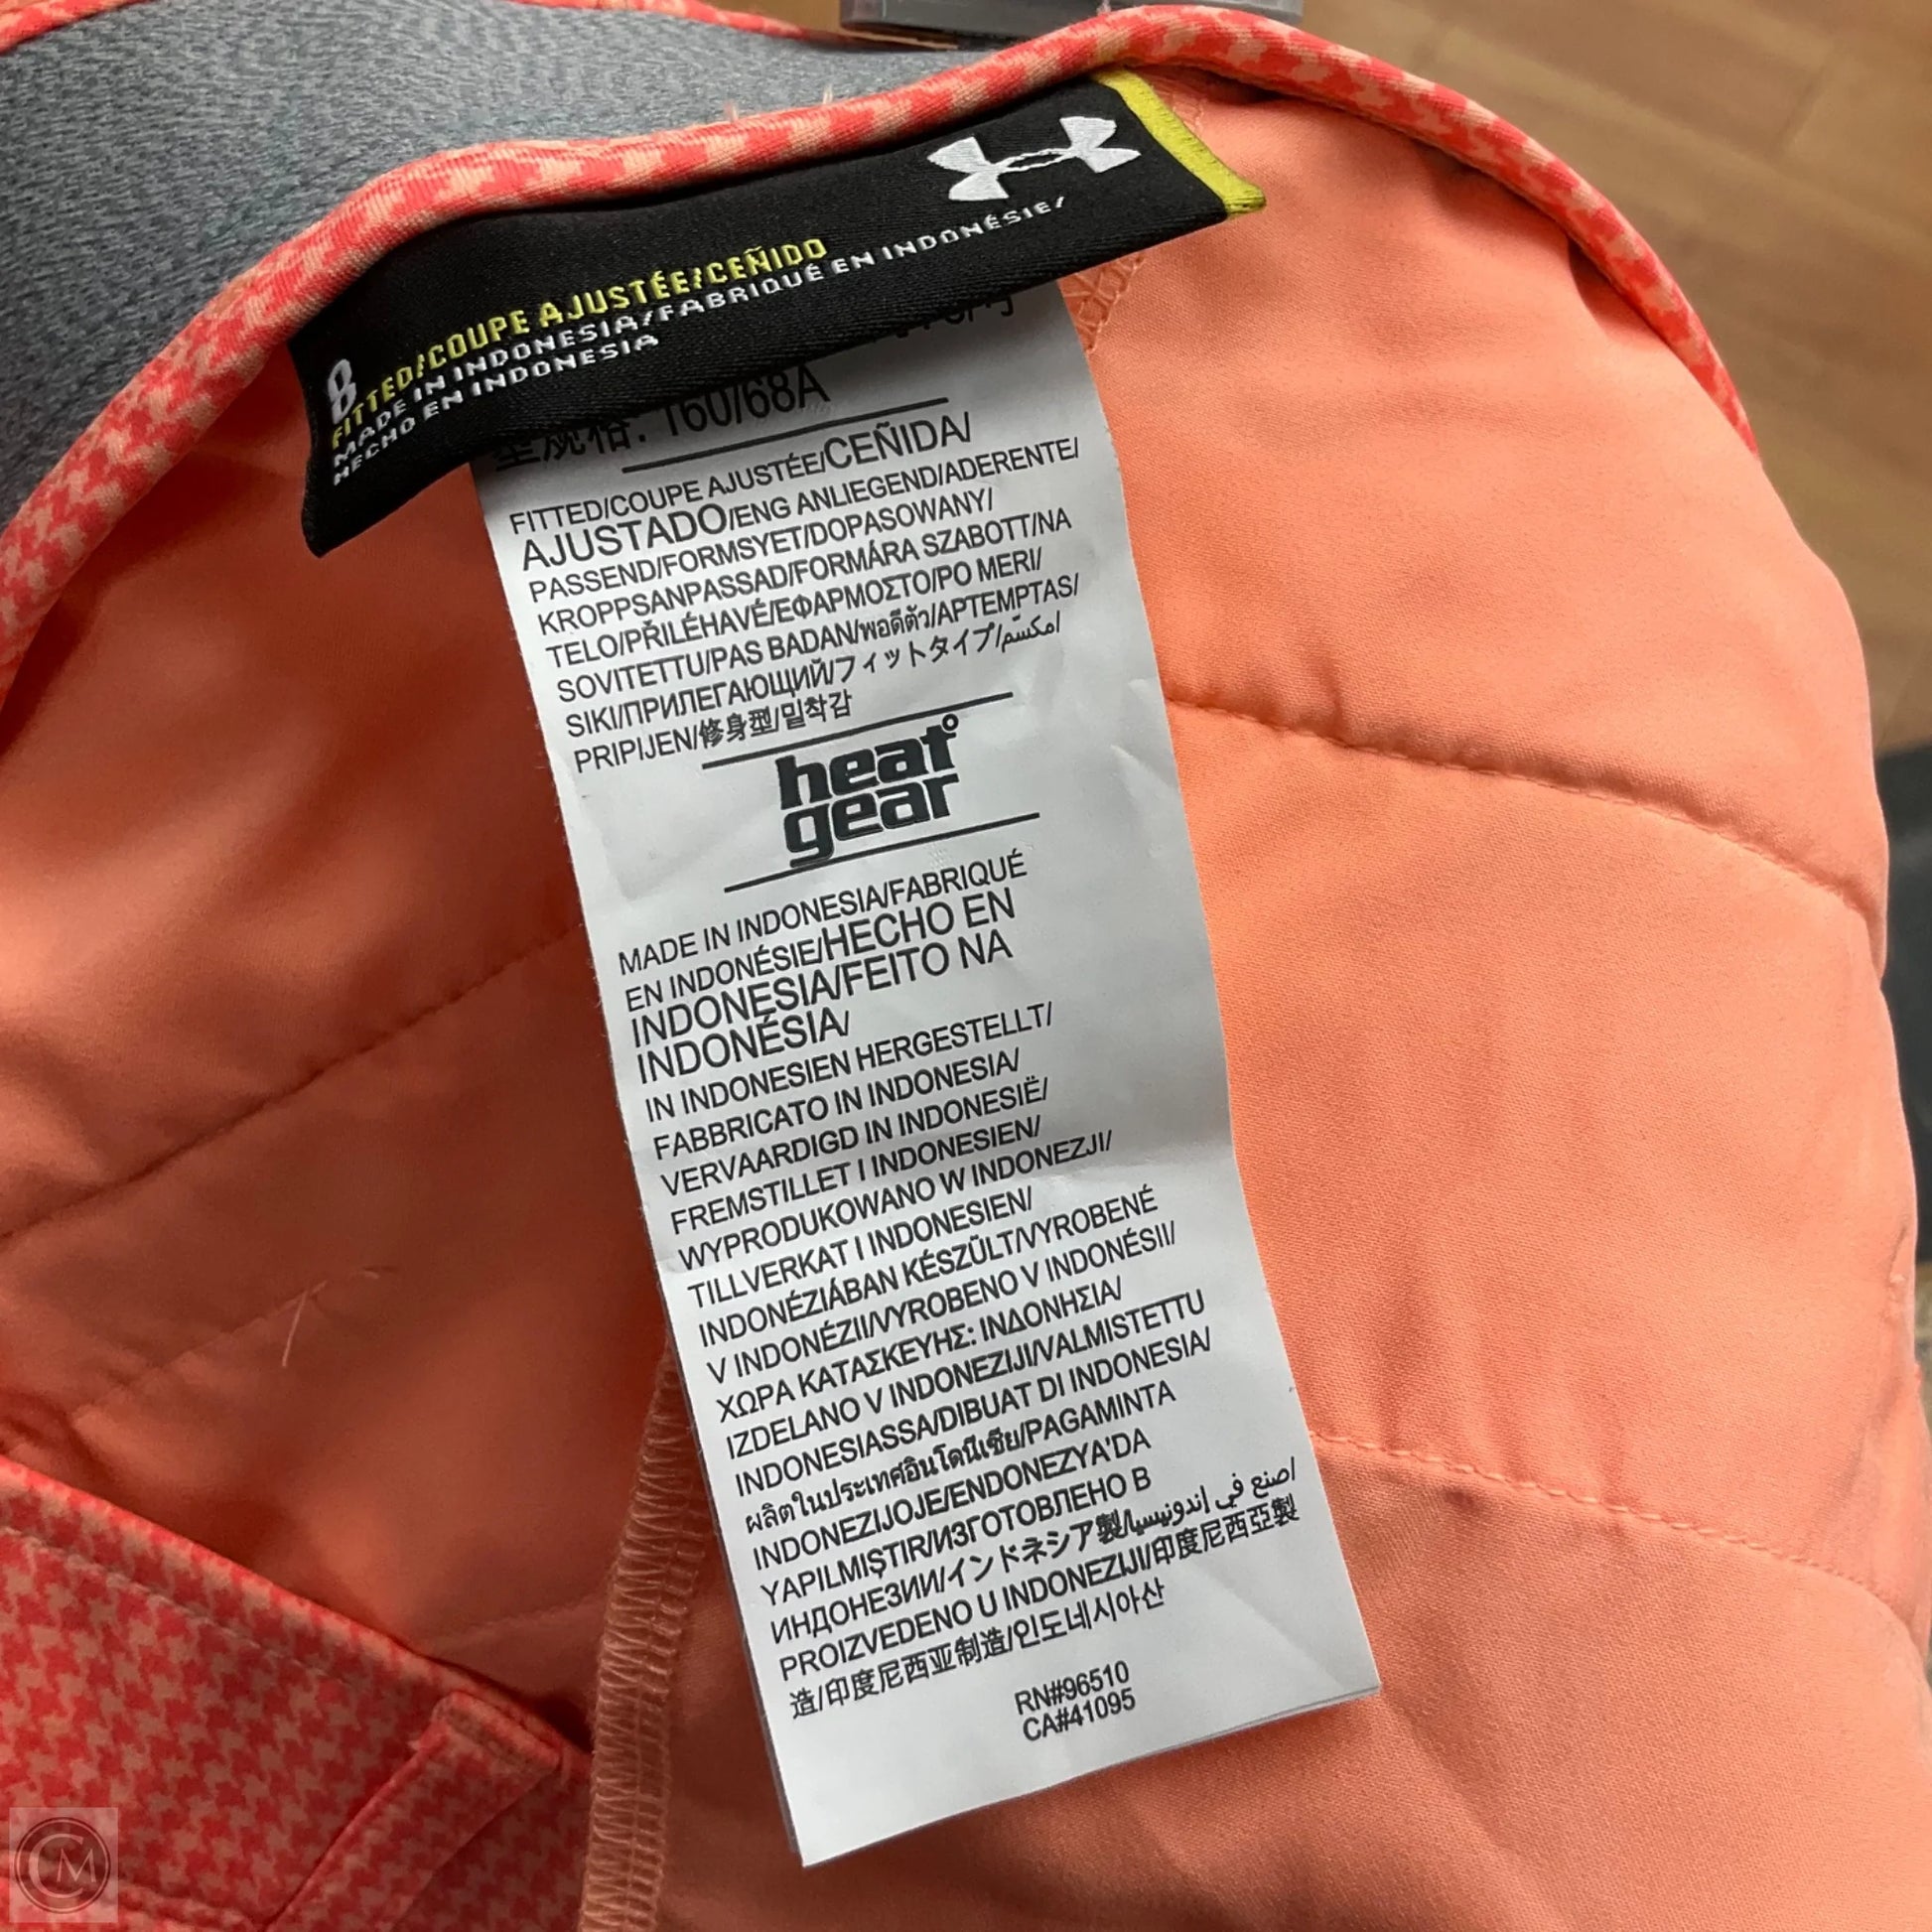 8
FITTED/COUPE AJUSTÉE/CEÑIDO
MADE IN INDONESIA/FABRIQUÉ EN INDONÉSIE/
HECHO EN INDONESIA
型规格: 160/68A
FITTED/COUPE AJUSTÉE/CEÑIDA/
AJUSTADO/ENG ANLIEGEND/ADERENTE/
PASSEND/FORMSYET/DOPASOWANY/
KROPPSANPASSAD/FORMÁRA SZABOTT/NA
TELO/PŘILÉHAVÉ/ΕΦΑΡΜΟΣΤΟ/PO MERI/
SOVITETTU/PAS BADAN/พอดีตัว/APTEMPTAS/
SIKI/ПРИЛЕГАЮЩИЙ/フィットタイプ/امكسّم/
PRIPIJEN/修身型/밀착감
heat
gear
MADE IN INDONESIA/FABRIQUÉ
EN INDONÉSIE/HECHO EN
INDONESIA/FEITO NA
INDONÉSIA/
IN INDONESIEN HERGESTELLT/
FABBRICATO IN INDONESIA/
VERVAARDIGD IN INDONESIË/
FREMSTILLET I INDONESIEN/
WYPRODUKOWANO W INDONEZJI/
TILLVERKAT I INDONESIEN/
INDONÉZIÁBAN KÉSZÜLT/VYROBENÉ
V INDONÉZII/VYROBENO V INDONÉSII/
ΧΩΡΑ ΚΑΤΑΣΚΕΥΗΣ: ΙΝΔΟΝΗΣΙΑ/
IZDELANO V INDONEZIJI/VALMISTETTU
INDONESIASSA/DIBUAT DI INDONESIA/
ผลิตในประเทศอินโดนีเซีย/PAGAMINTA
INDONEZIJOJE/ENDONEZYA'DA
YAPILMIŞTIR/ИЗГОТОВЛЕНО В
ИНДОНЕЗИИ/インドネシア製/اصنع في إندونيسيا/
PROIZVEDENO U INDONEZIJI/印度尼西亞製
造/印度尼西亚制造/인도네시아산
RN#96510
CA#41095
CM